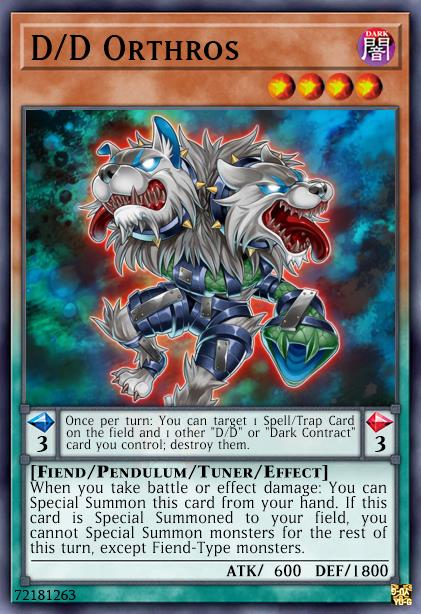 D/D Orthros
DARK
闇
Once per turn: You can target 1 Spell/Trap Card
on the field and 1 other "D/D" or "Dark Contract"
card you control; destroy them.
3
3
[Fiend/Pendulum/Tuner/Effect]
When you take battle or effect damage: You can
Special Summon this card from your hand. If this
card is Special Summoned to your field, you
cannot Special Summon monsters for the rest of
this turn, except Fiend-Type monsters.
ATK/ 600 DEF/1800
72181263